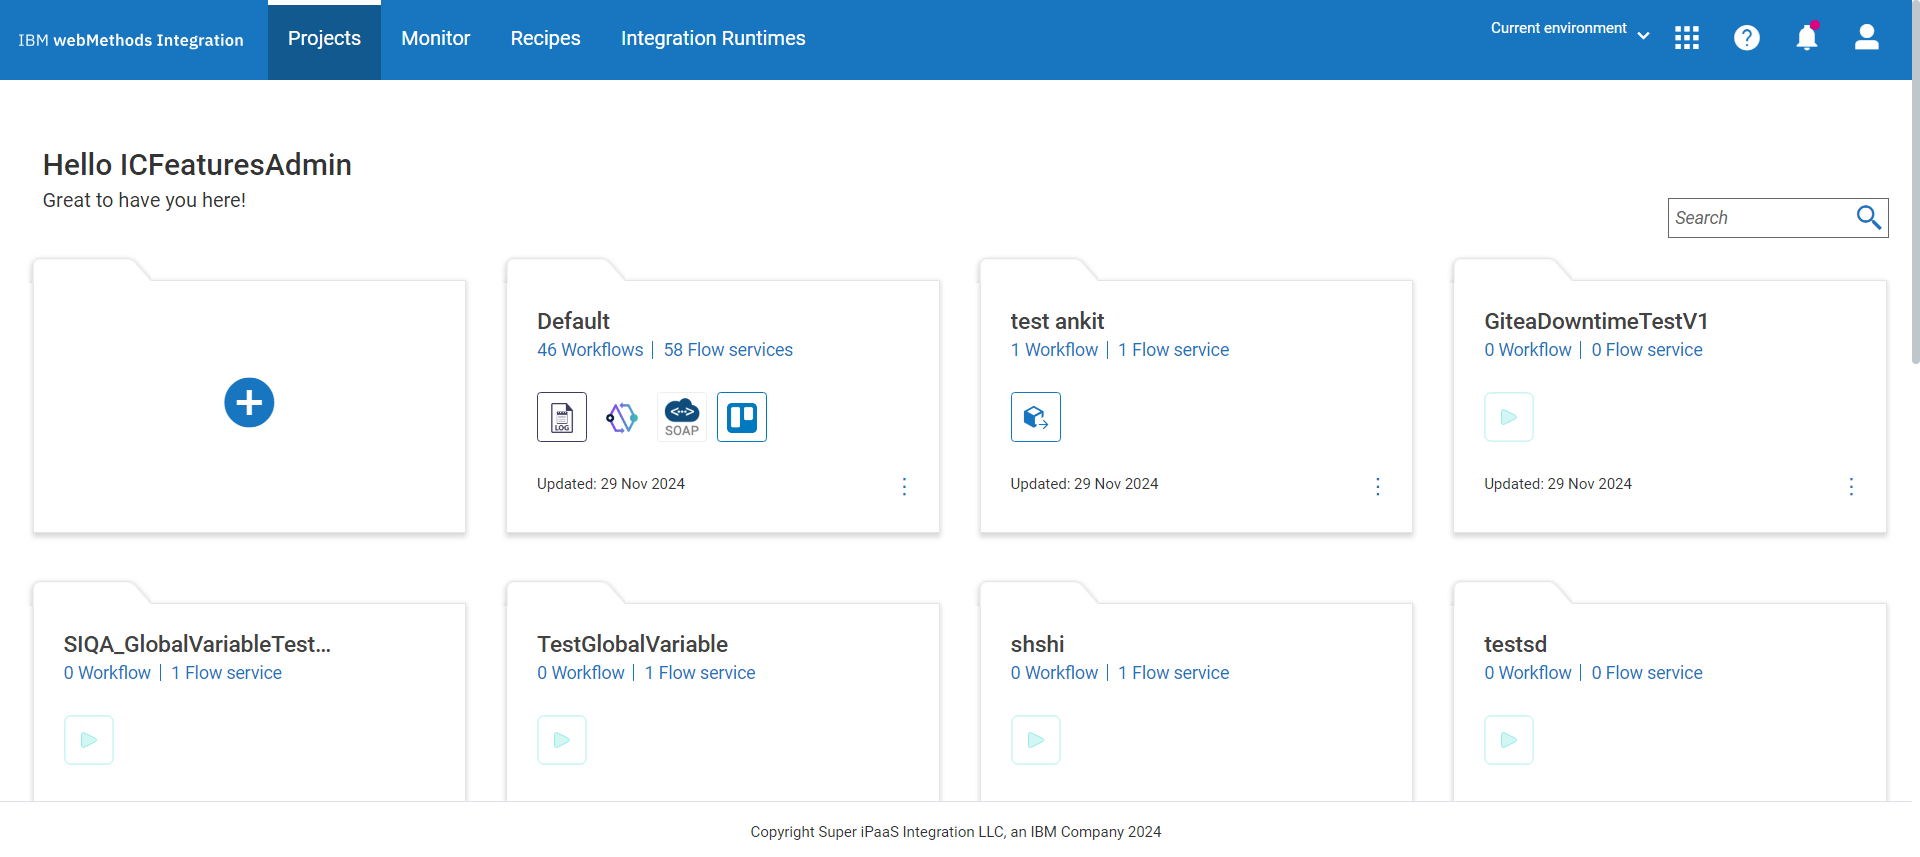 IBM webMethods Integration
Projects
Monitor
Recipes
Integration Runtimes
Current environment
Hello ICFeaturesAdmin
Great to have you here!
Search
Default
46 Workflows | 58 Flow services
LOG
SOAP
Updated: 29 Nov 2024
test ankit
1 Workflow | 1 Flow service
Updated: 29 Nov 2024
GiteaDowntimeTestV1
0 Workflow | 0 Flow service
Updated: 29 Nov 2024
SIQA_GlobalVariableTest...
0 Workflow | 1 Flow service
TestGlobalVariable
0 Workflow | 1 Flow service
shshi
0 Workflow | 1 Flow service
testsd
0 Workflow | 0 Flow service
Copyright Super iPaaS Integration LLC, an IBM Company 2024